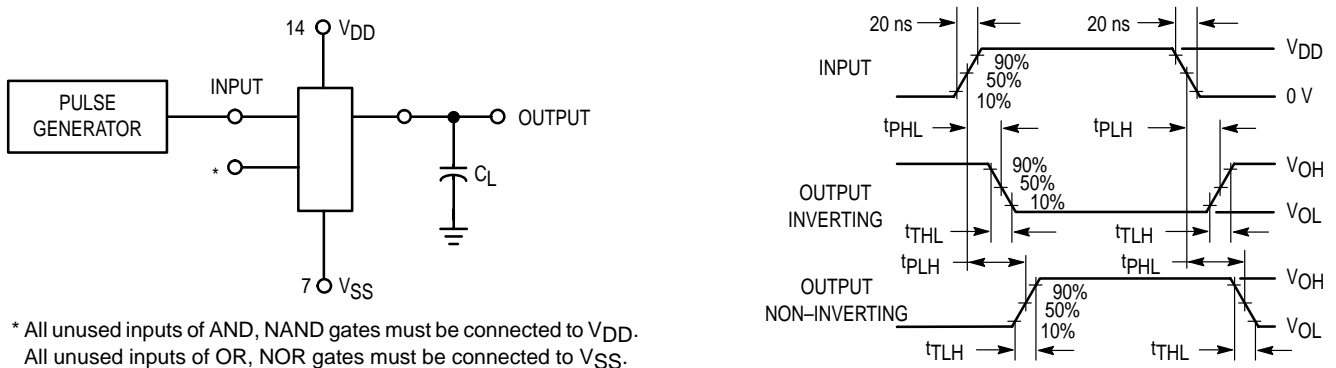 14 VDD
PULSE
GENERATOR
INPUT
OUTPUT
*
CL
7 VSS
* All unused inputs of AND, NAND gates must be connected to VDD.
All unused inputs of OR, NOR gates must be connected to VSS.
20 ns
20 ns
INPUT
90%
50%
10%
VDD
0 V
tPHL
tPLH
OUTPUT
INVERTING
90%
50%
10%
VOH
VOL
tTHL
tTLH
tPLH
tPHL
OUTPUT
NON–INVERTING
90%
50%
10%
VOH
VOL
tTLH
tTHL